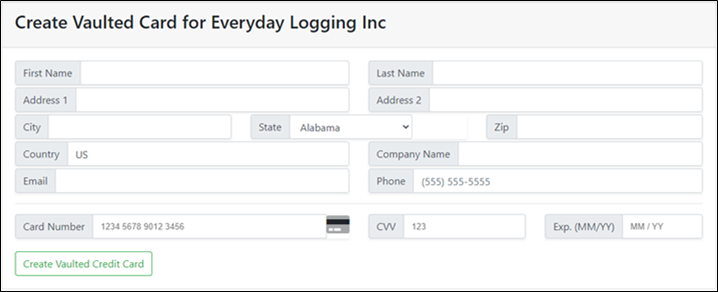 Create Vaulted Card for Everyday Logging Inc
First Name Last Name
Address 1 Address 2
City State Alabama Zip
Country US Company Name
Email Phone (555) 555-5555
Card Number 1234 5678 9012 3456 CVV 123 Exp. (MM/YY) MM / YY
Create Vaulted Credit Card